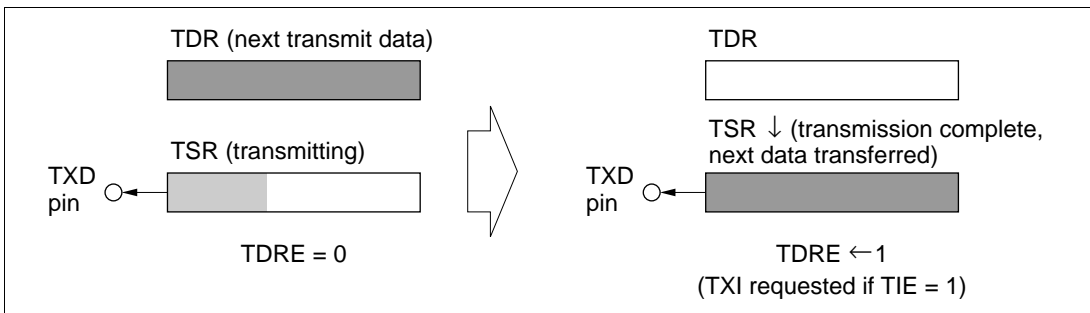 TDR (next transmit data)
TSR (transmitting)
TXD
pin
TDRE = 0
TDR
TSR ↓ (transmission complete,
next data transferred)
TXD
pin
TDRE ←1
(TXI requested if TIE = 1)